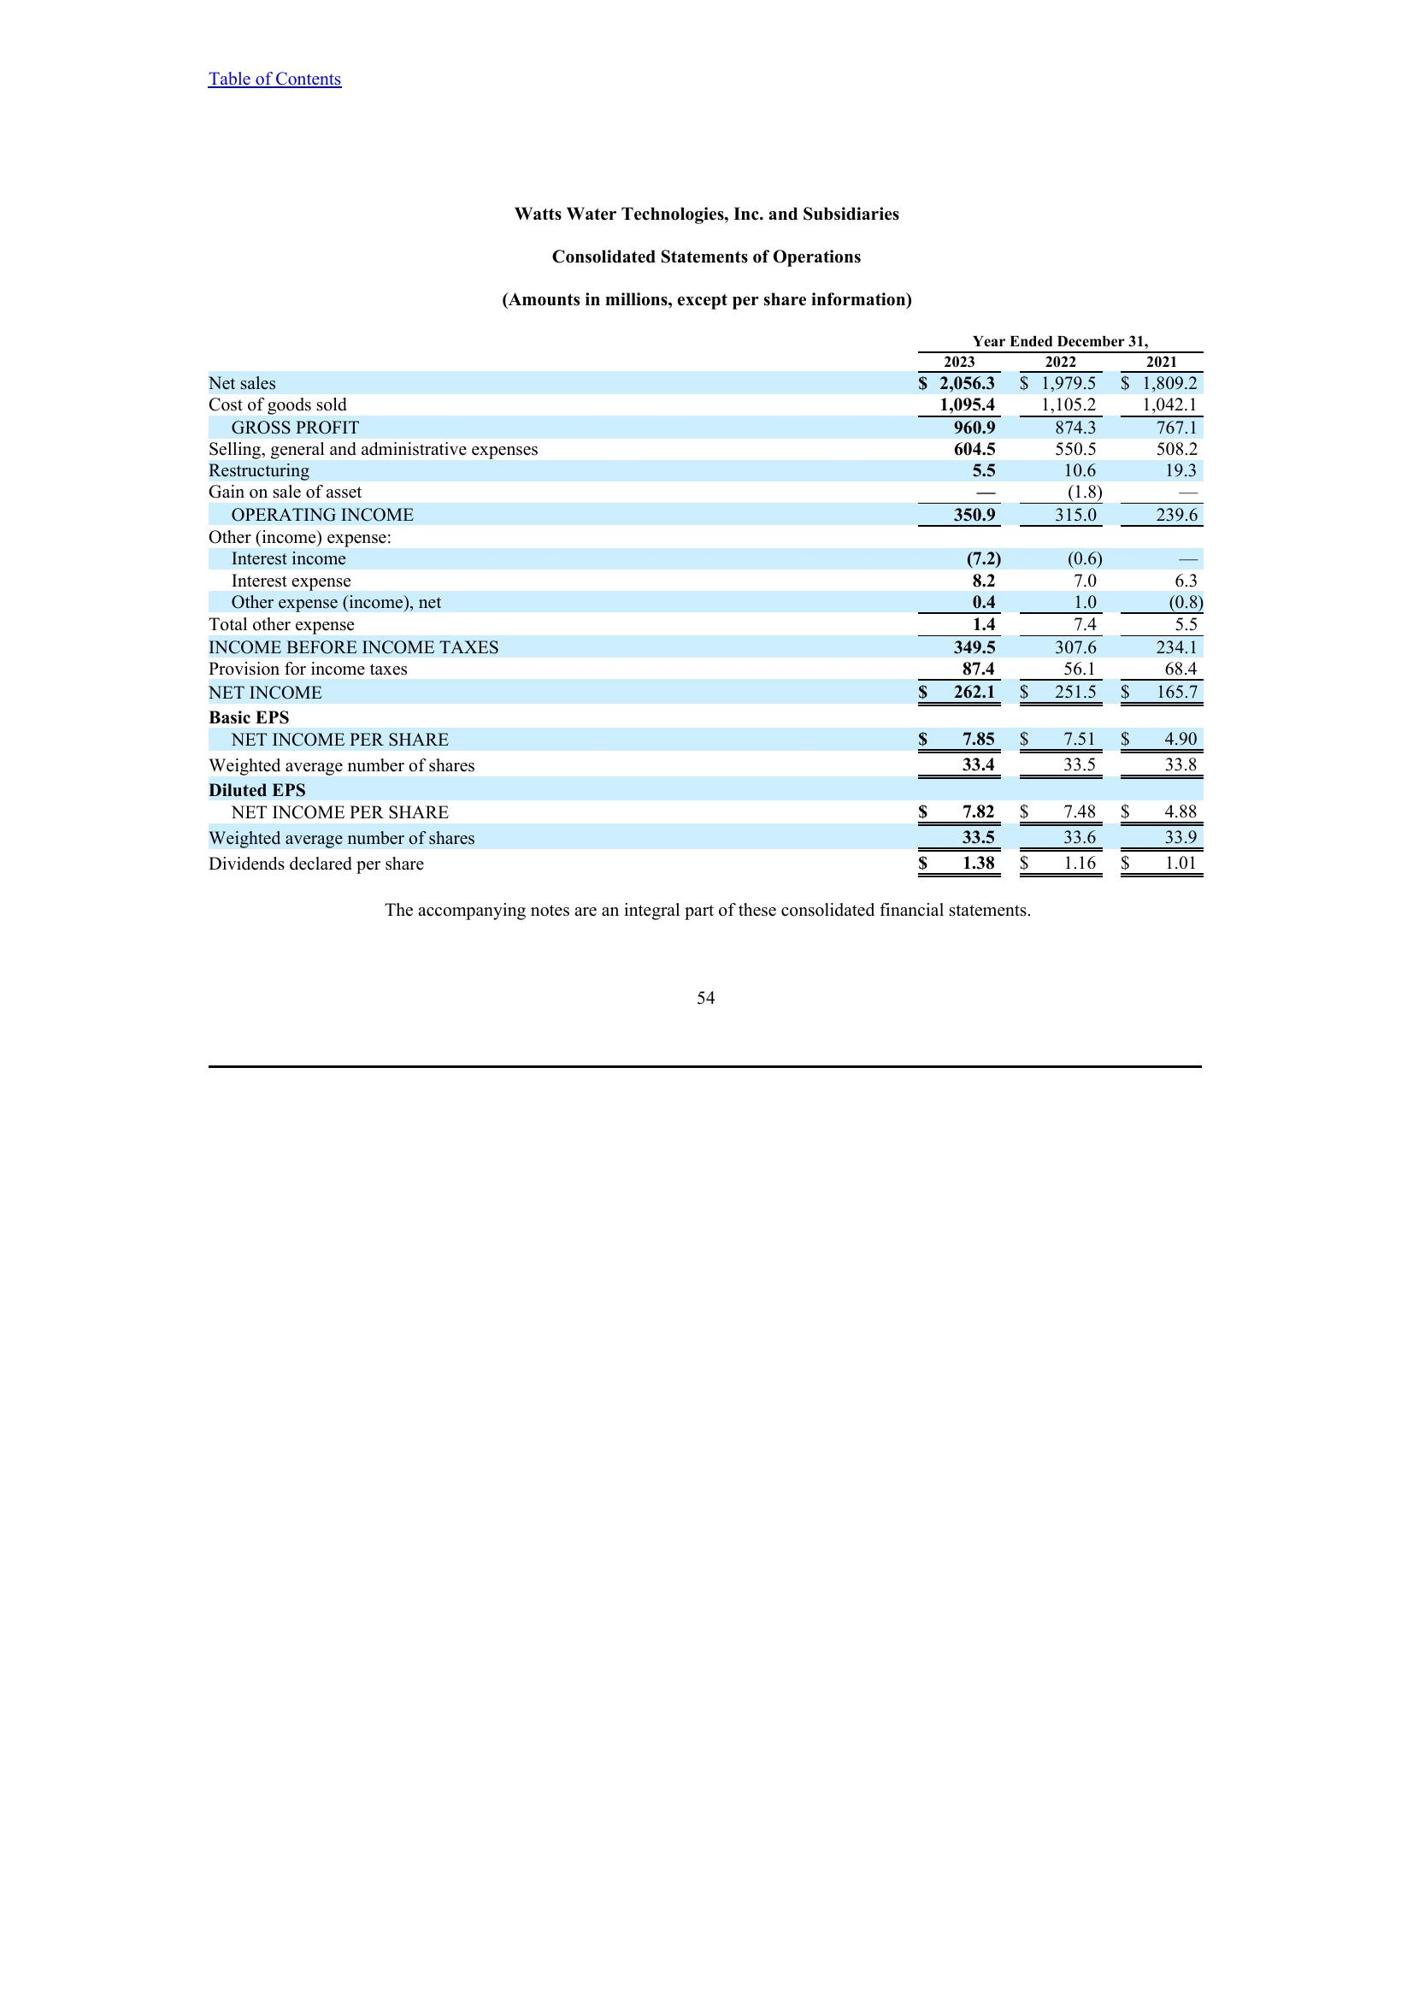 Table of Contents
Watts Water Technologies, Inc. and Subsidiaries
Consolidated Statements of Operations
(Amounts in millions, except per share information)
Year Ended December 31,
2023 2022 2021
Net sales $ 2,056.3 $ 1,979.5 $ 1,809.2
Cost of goods sold 1,095.4 1,105.2 1,042.1
GROSS PROFIT 960.9 874.3 767.1
Selling, general and administrative expenses 604.5 550.5 508.2
Restructuring 5.5 10.6 19.3
Gain on sale of asset — (1.8) —
OPERATING INCOME 350.9 315.0 239.6
Other (income) expense:
Interest income (7.2) (0.6) —
Interest expense 8.2 7.0 6.3
Other expense (income), net 0.4 1.0 (0.8)
Total other expense 1.4 7.4 5.5
INCOME BEFORE INCOME TAXES 349.5 307.6 234.1
Provision for income taxes 87.4 56.1 68.4
NET INCOME $ 262.1 $ 251.5 $ 165.7
Basic EPS
NET INCOME PER SHARE $ 7.85 $ 7.51 $ 4.90
Weighted average number of shares 33.4 33.5 33.8
Diluted EPS
NET INCOME PER SHARE $ 7.82 $ 7.48 $ 4.88
Weighted average number of shares 33.5 33.6 33.9
Dividends declared per share $ 1.38 $ 1.16 $ 1.01
The accompanying notes are an integral part of these consolidated financial statements.
54